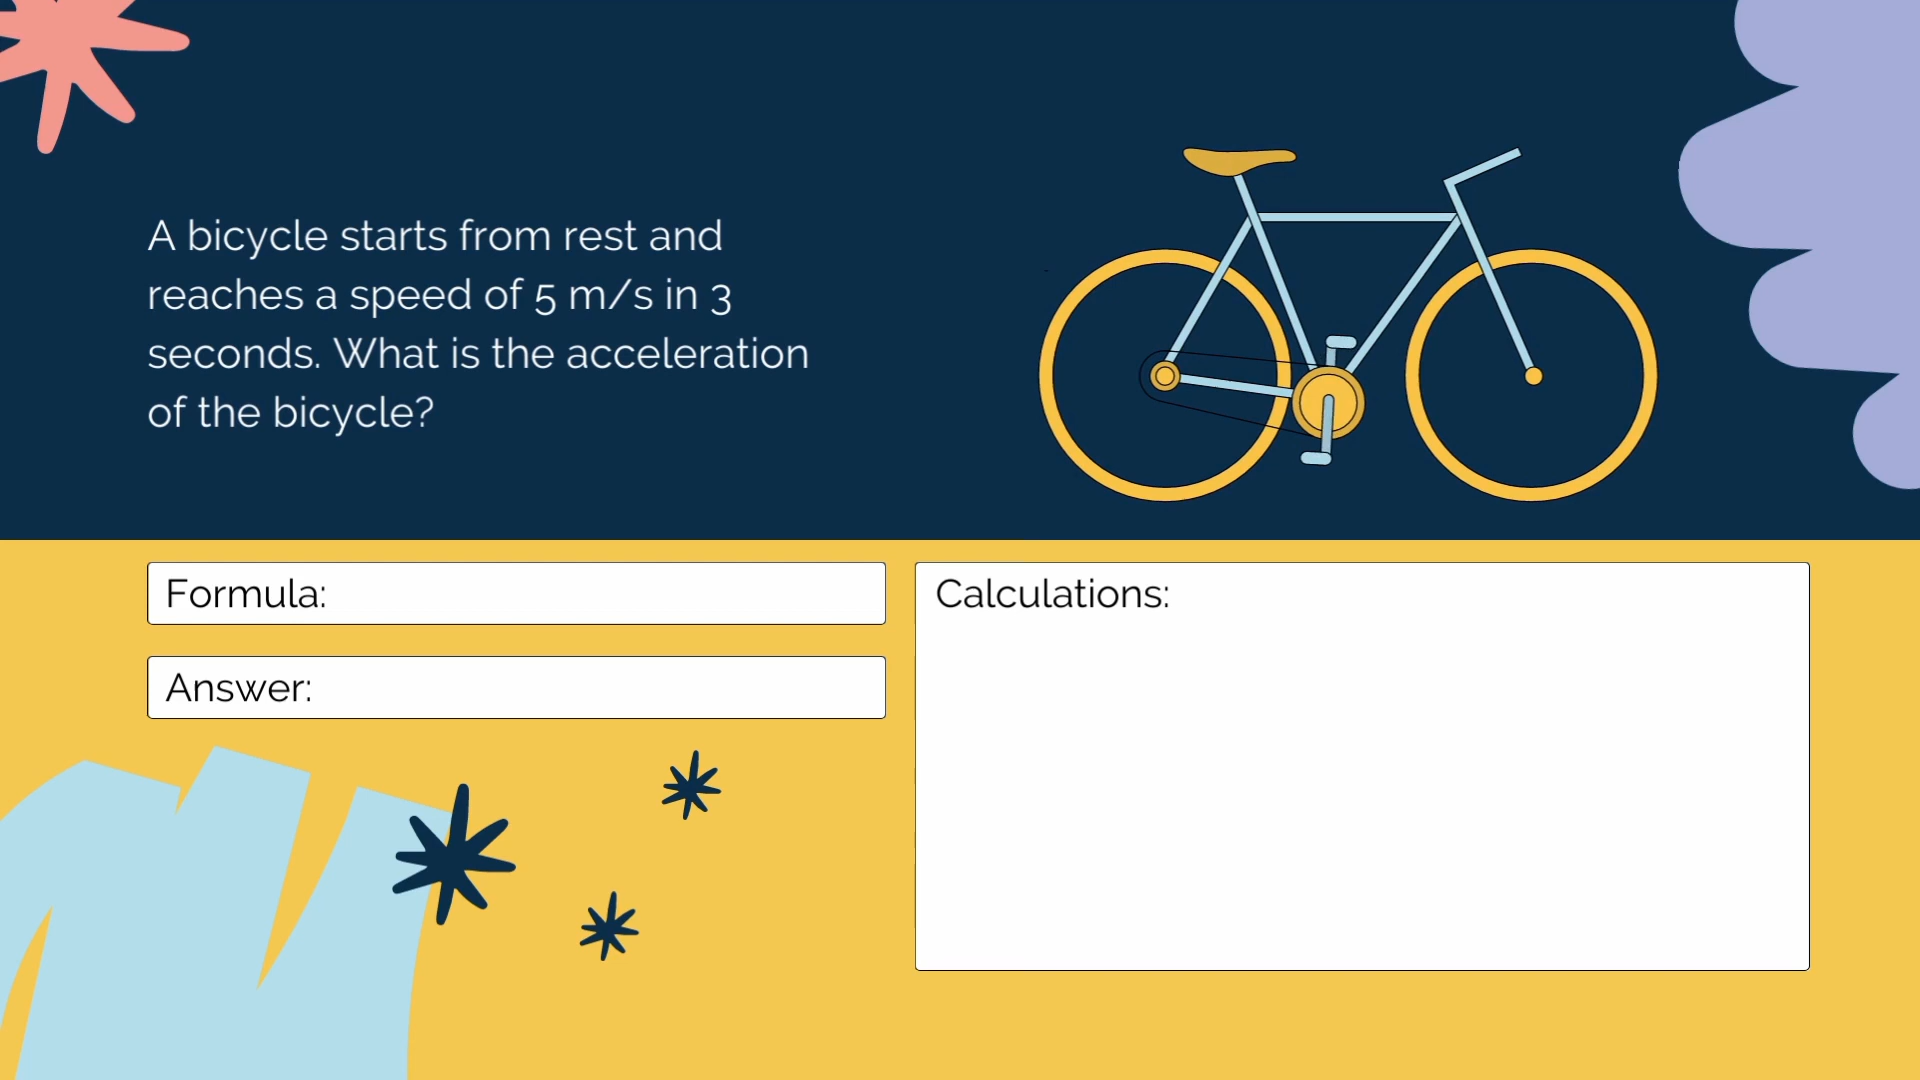 A bicycle starts from rest and
reaches a speed of 5 m/s in 3
seconds. What is the acceleration
of the bicycle?
Formula:
Answer:
Calculations: